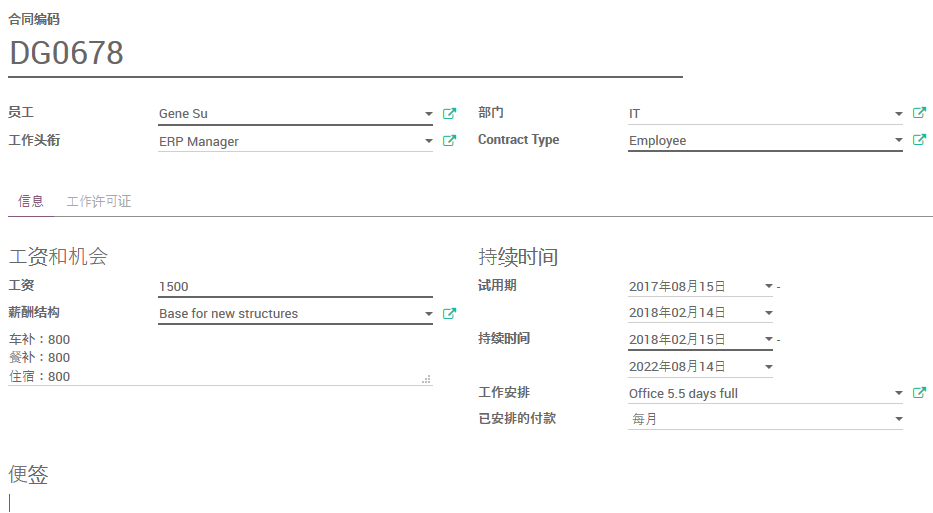 合同编码
DG0678
员工 Gene Su 部门 IT
工作头衔 ERP Manager Contract Type Employee
信息 工作许可证
工资和机会 持续时间
工资 1500 试用期 2017年08月15日 -
薪酬结构 Base for new structures 2018年02月14日
车补：800 持续时间 2018年02月15日 -
餐补：800
住宿：800 2022年08月14日
工作安排 Office 5.5 days full
已安排的付款 每月
便签